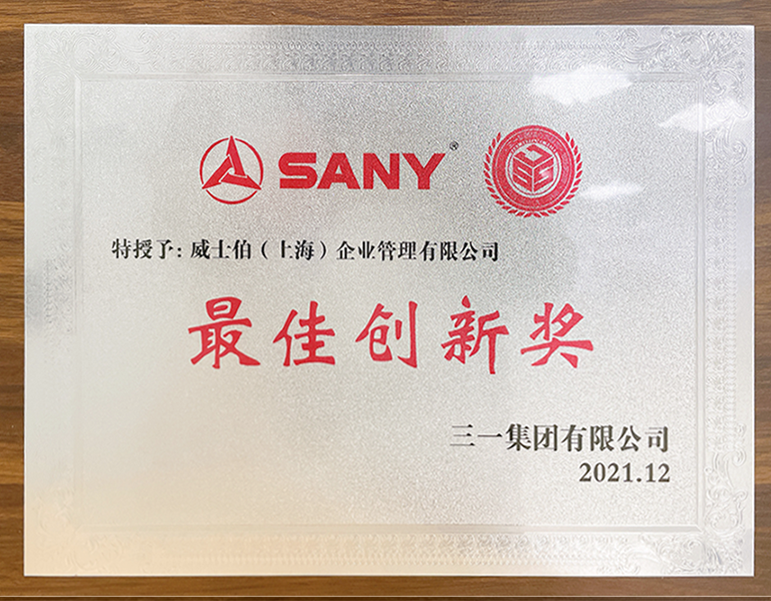 SANY®
特授予：威士伯（上海）企业管理有限公司
最佳创新奖
三一集团有限公司
2021.12